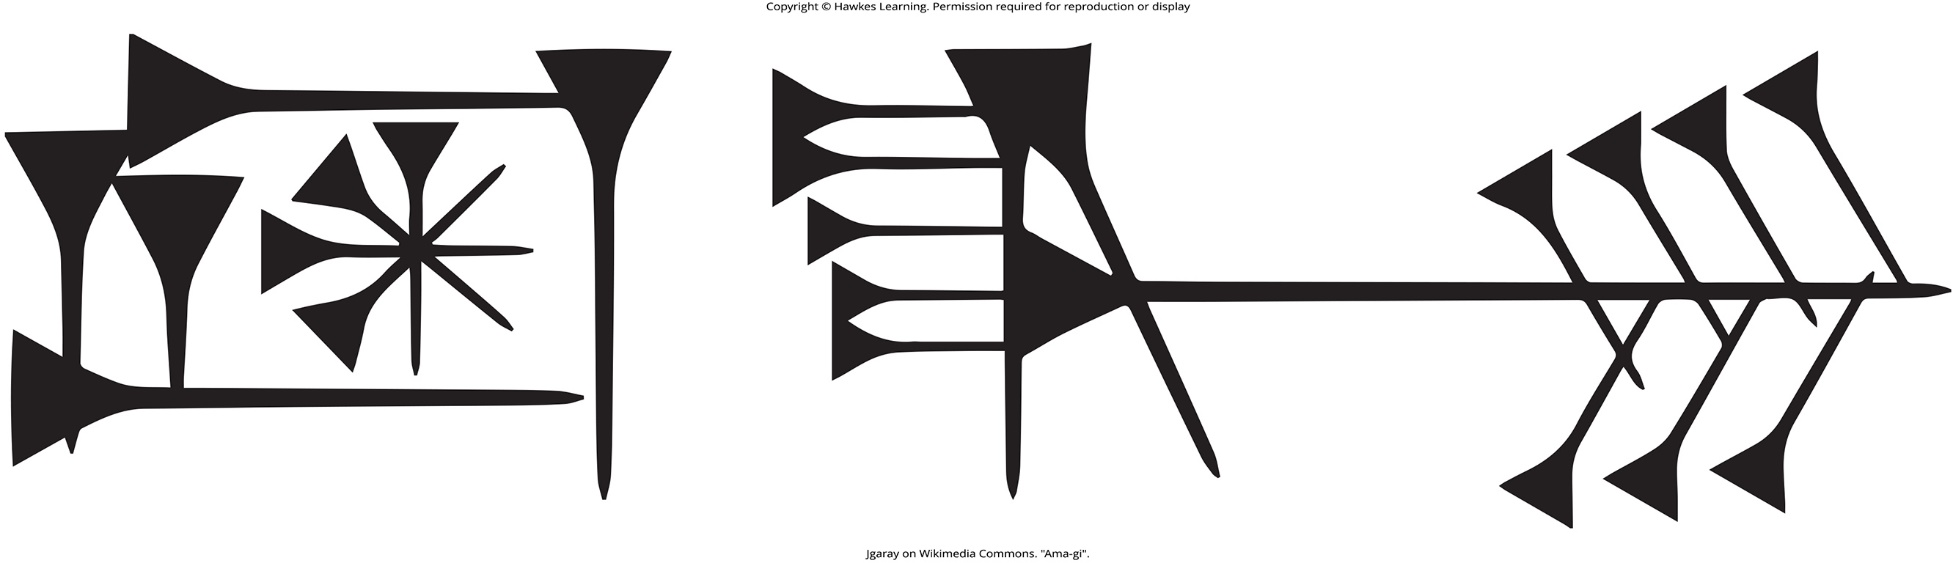 Copyright © Hawkes Learning. Permission required for reproduction or display
𒂼𒄄
Jgaray on Wikimedia Commons. "Ama-gi".